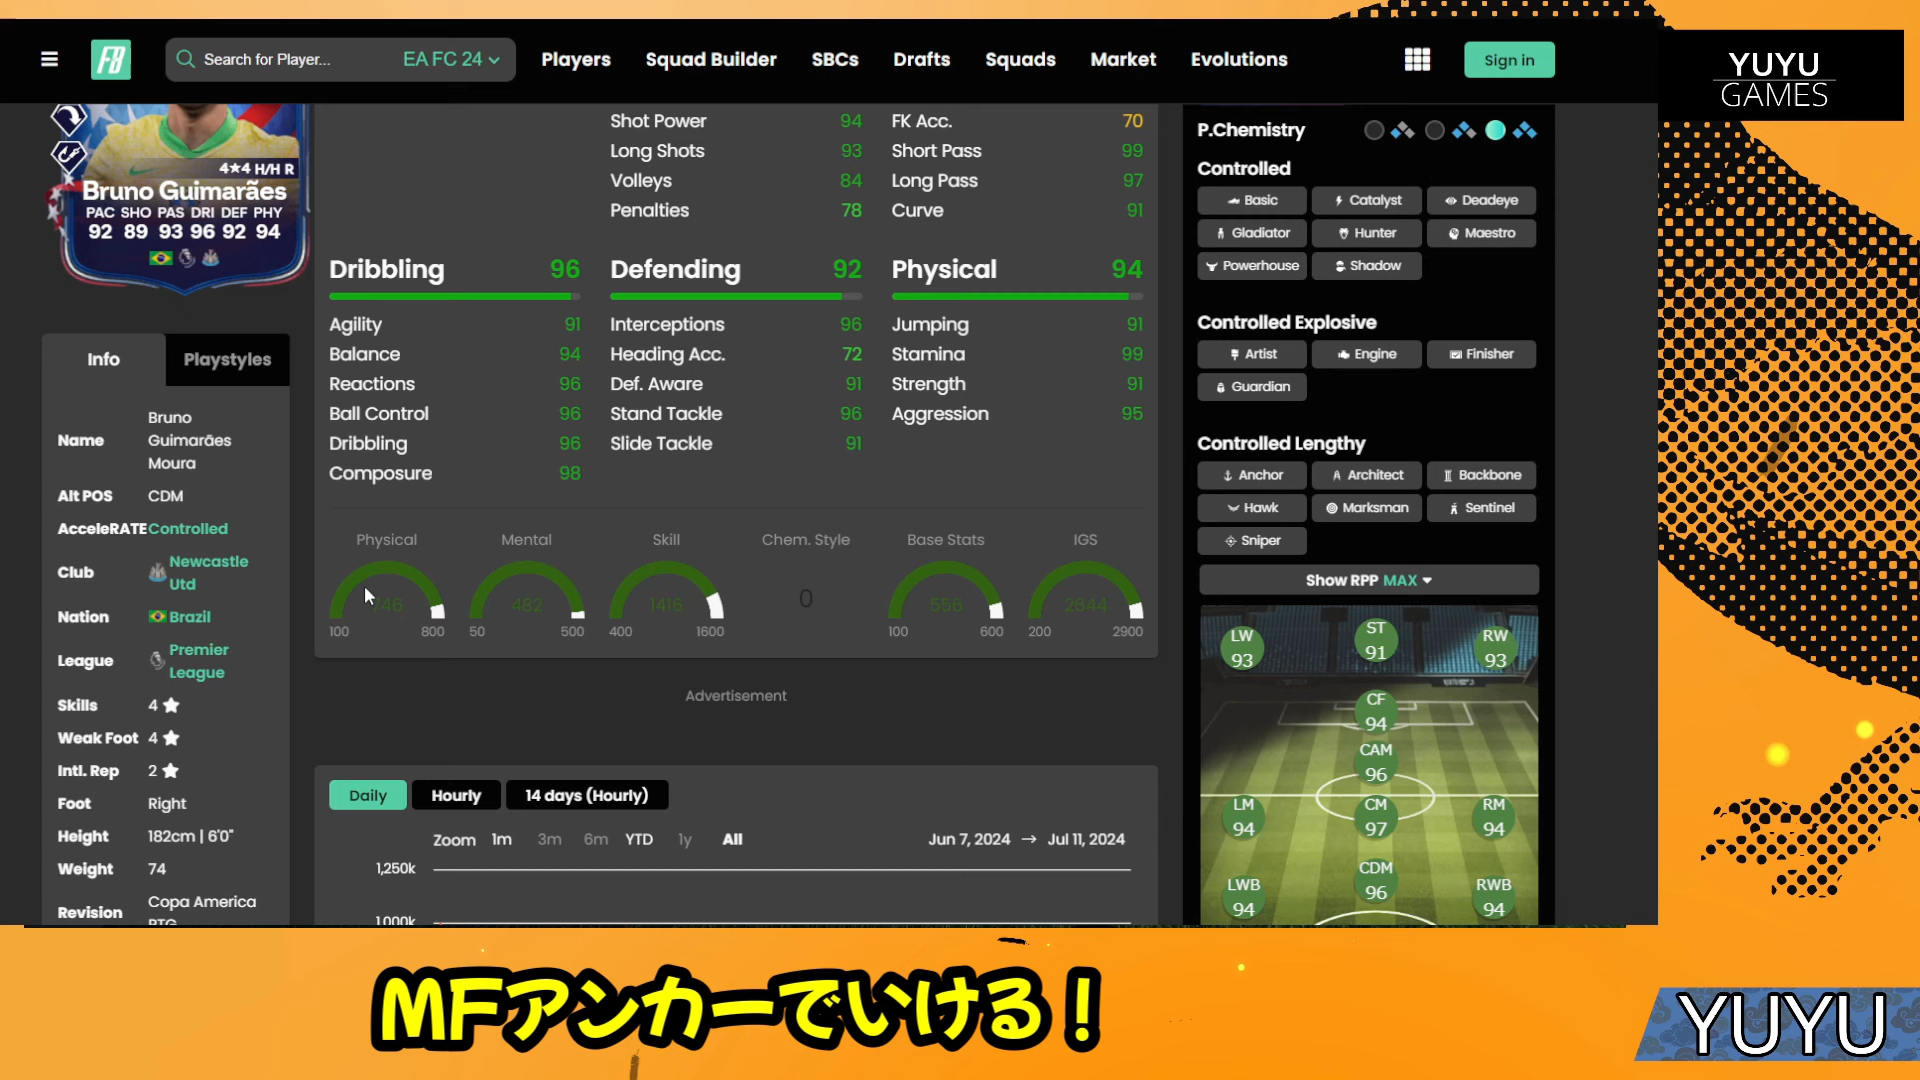 F8
Search for Player...
EA FC 24
Players
Squad Builder
SBCs
Drafts
Squads
Market
Evolutions
Sign in
YUYU
GAMES
4★4 H/H R
Bruno Guimarães
PAC SHO PAS DRI DEF PHY
92 89 93 96 92 94
Info
Playstyles
Name Bruno Guimarães Moura
Alt POS CDM
AcceleRATE Controlled
Club Newcastle Utd
Nation Brazil
League Premier League
Skills 4 ★
Weak Foot 4 ★
Intl. Rep 2 ★
Foot Right
Height 182cm | 6'0"
Weight 74
Revision Copa America RTG
Shot Power 94
Long Shots 93
Volleys 84
Penalties 78
FK Acc. 70
Short Pass 99
Long Pass 97
Curve 91
Dribbling 96
Agility 91
Balance 94
Reactions 96
Ball Control 96
Dribbling 96
Composure 98
Defending 92
Interceptions 96
Heading Acc. 72
Def. Aware 91
Stand Tackle 96
Slide Tackle 91
Physical 94
Jumping 91
Stamina 99
Strength 91
Aggression 95
Physical
746
100 800
Mental
482
50 500
Skill
1416
400 1600
Chem. Style
0
Base Stats
556
100 600
IGS
2644
200 2900
Advertisement
Daily
Hourly
14 days (Hourly)
Zoom 1m 3m 6m YTD 1y All
Jun 7, 2024 → Jul 11, 2024
1,250k
1,000k
P.Chemistry
Controlled
Basic Catalyst Deadeye
Gladiator Hunter Maestro
Powerhouse Shadow
Controlled Explosive
Artist Engine Finisher
Guardian
Controlled Lengthy
Anchor Architect Backbone
Hawk Marksman Sentinel
Sniper
Show RPP MAX
LW 93
ST 91
RW 93
CF 94
CAM 96
LM 94
CM 97
RM 94
CDM 96
LWB 94
RWB 94
MFアンカーでいける！
YUYU